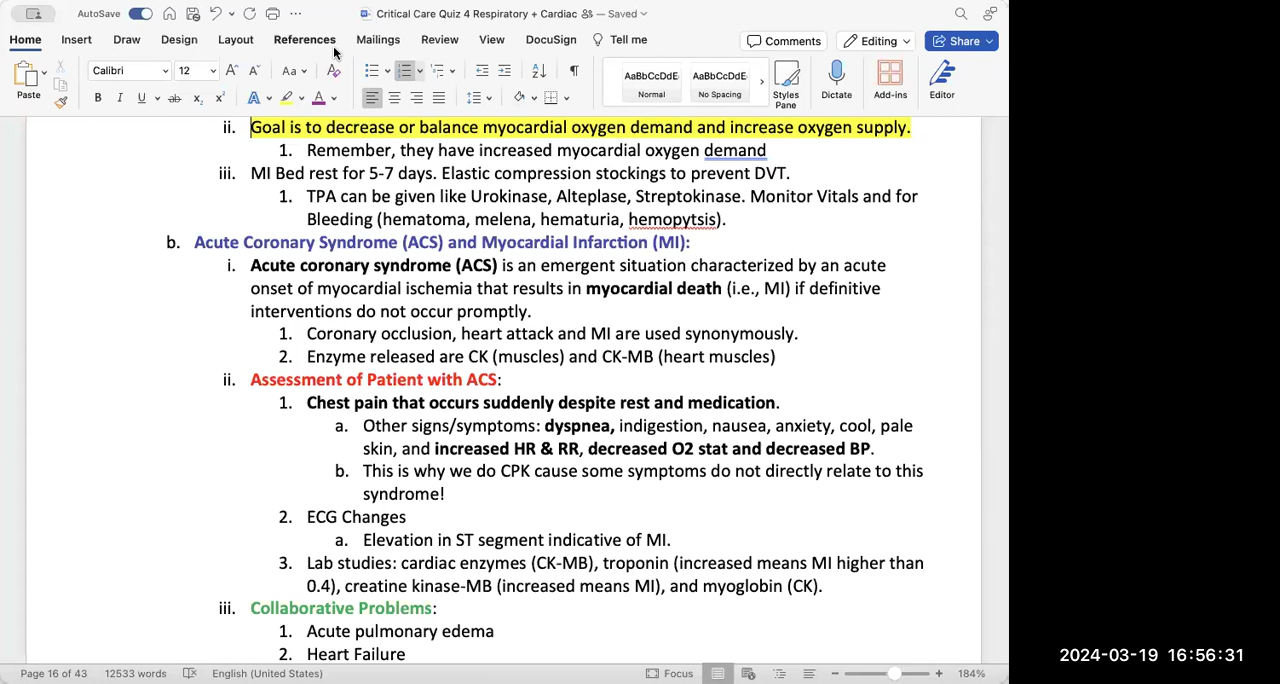 AutoSave
Critical Care Quiz 4 Respiratory + Cardiac — Saved
Home Insert Draw Design Layout References Mailings Review View DocuSign Tell me Comments Editing Share
Paste Calibri 12 A A Aa A AaBbCcDdE AaBbCcDdE
B I U ab x₂ x² A A Normal No Spacing Styles Pane Dictate Add-ins Editor
ii. Goal is to decrease or balance myocardial oxygen demand and increase oxygen supply.
1. Remember, they have increased myocardial oxygen demand
iii. MI Bed rest for 5-7 days. Elastic compression stockings to prevent DVT.
1. TPA can be given like Urokinase, Alteplase, Streptokinase. Monitor Vitals and for
Bleeding (hematoma, melena, hematuria, hemopytsis).
b. Acute Coronary Syndrome (ACS) and Myocardial Infarction (MI):
i. Acute coronary syndrome (ACS) is an emergent situation characterized by an acute
onset of myocardial ischemia that results in myocardial death (i.e., MI) if definitive
interventions do not occur promptly.
1. Coronary occlusion, heart attack and MI are used synonymously.
2. Enzyme released are CK (muscles) and CK-MB (heart muscles)
ii. Assessment of Patient with ACS:
1. Chest pain that occurs suddenly despite rest and medication.
a. Other signs/symptoms: dyspnea, indigestion, nausea, anxiety, cool, pale
skin, and increased HR & RR, decreased O2 stat and decreased BP.
b. This is why we do CPK cause some symptoms do not directly relate to this
syndrome!
2. ECG Changes
a. Elevation in ST segment indicative of MI.
3. Lab studies: cardiac enzymes (CK-MB), troponin (increased means MI higher than
0.4), creatine kinase-MB (increased means MI), and myoglobin (CK).
iii. Collaborative Problems:
1. Acute pulmonary edema
2. Heart Failure
2024-03-19 16:56:31
Page 16 of 43 12533 words English (United States) Focus 184%